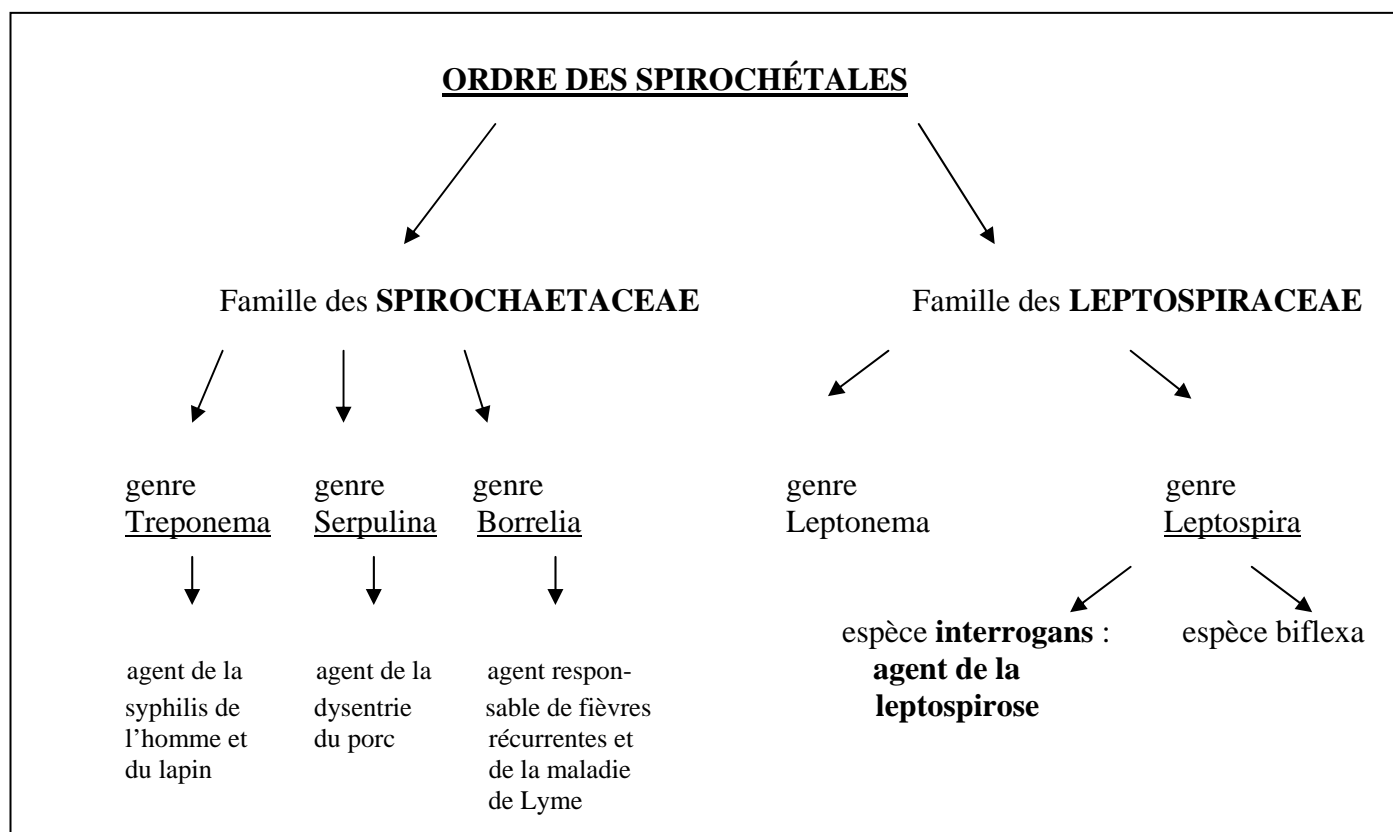 ORDRE DES SPIROCHÉTALES
Famille des SPIROCHAETACEAE
Famille des LEPTOSPIRACEAE
genre
Treponema
genre
Serpulina
genre
Borrelia
genre
Leptonema
genre
Leptospira
agent de la
syphilis de
l’homme et
du lapin
agent de la
dysentrie
du porc
agent respon-
sable de fièvres
récurrentes et
de la maladie
de Lyme
espèce interrogans :
agent de la
leptospirose
espèce biflexa